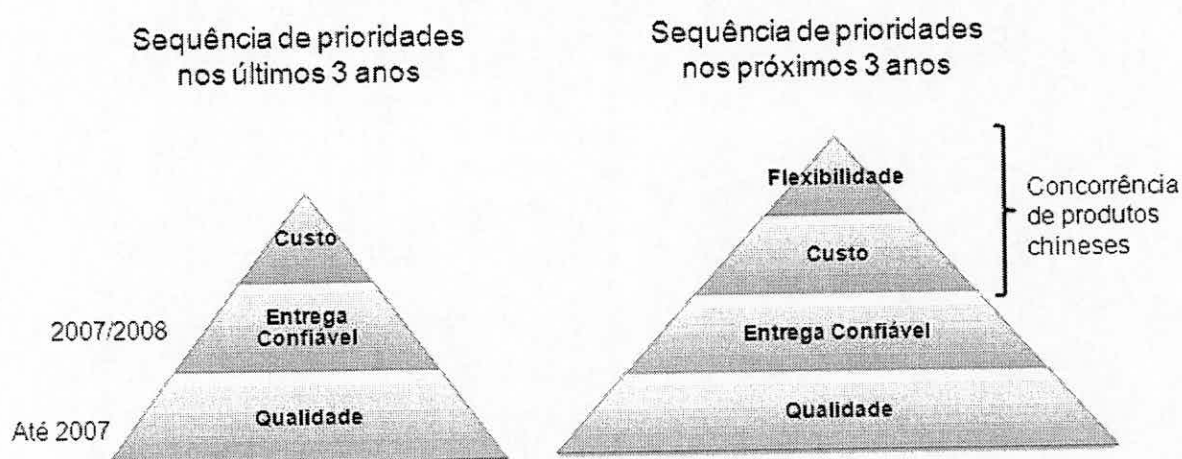 Sequência de prioridades
nos últimos 3 anos
Custo
2007/2008
Entrega
Confiável
Até 2007
Qualidade
Sequência de prioridades
nos próximos 3 anos
Flexibilidade
Custo
Entrega Confiável
Qualidade
Concorrência
de produtos
chineses